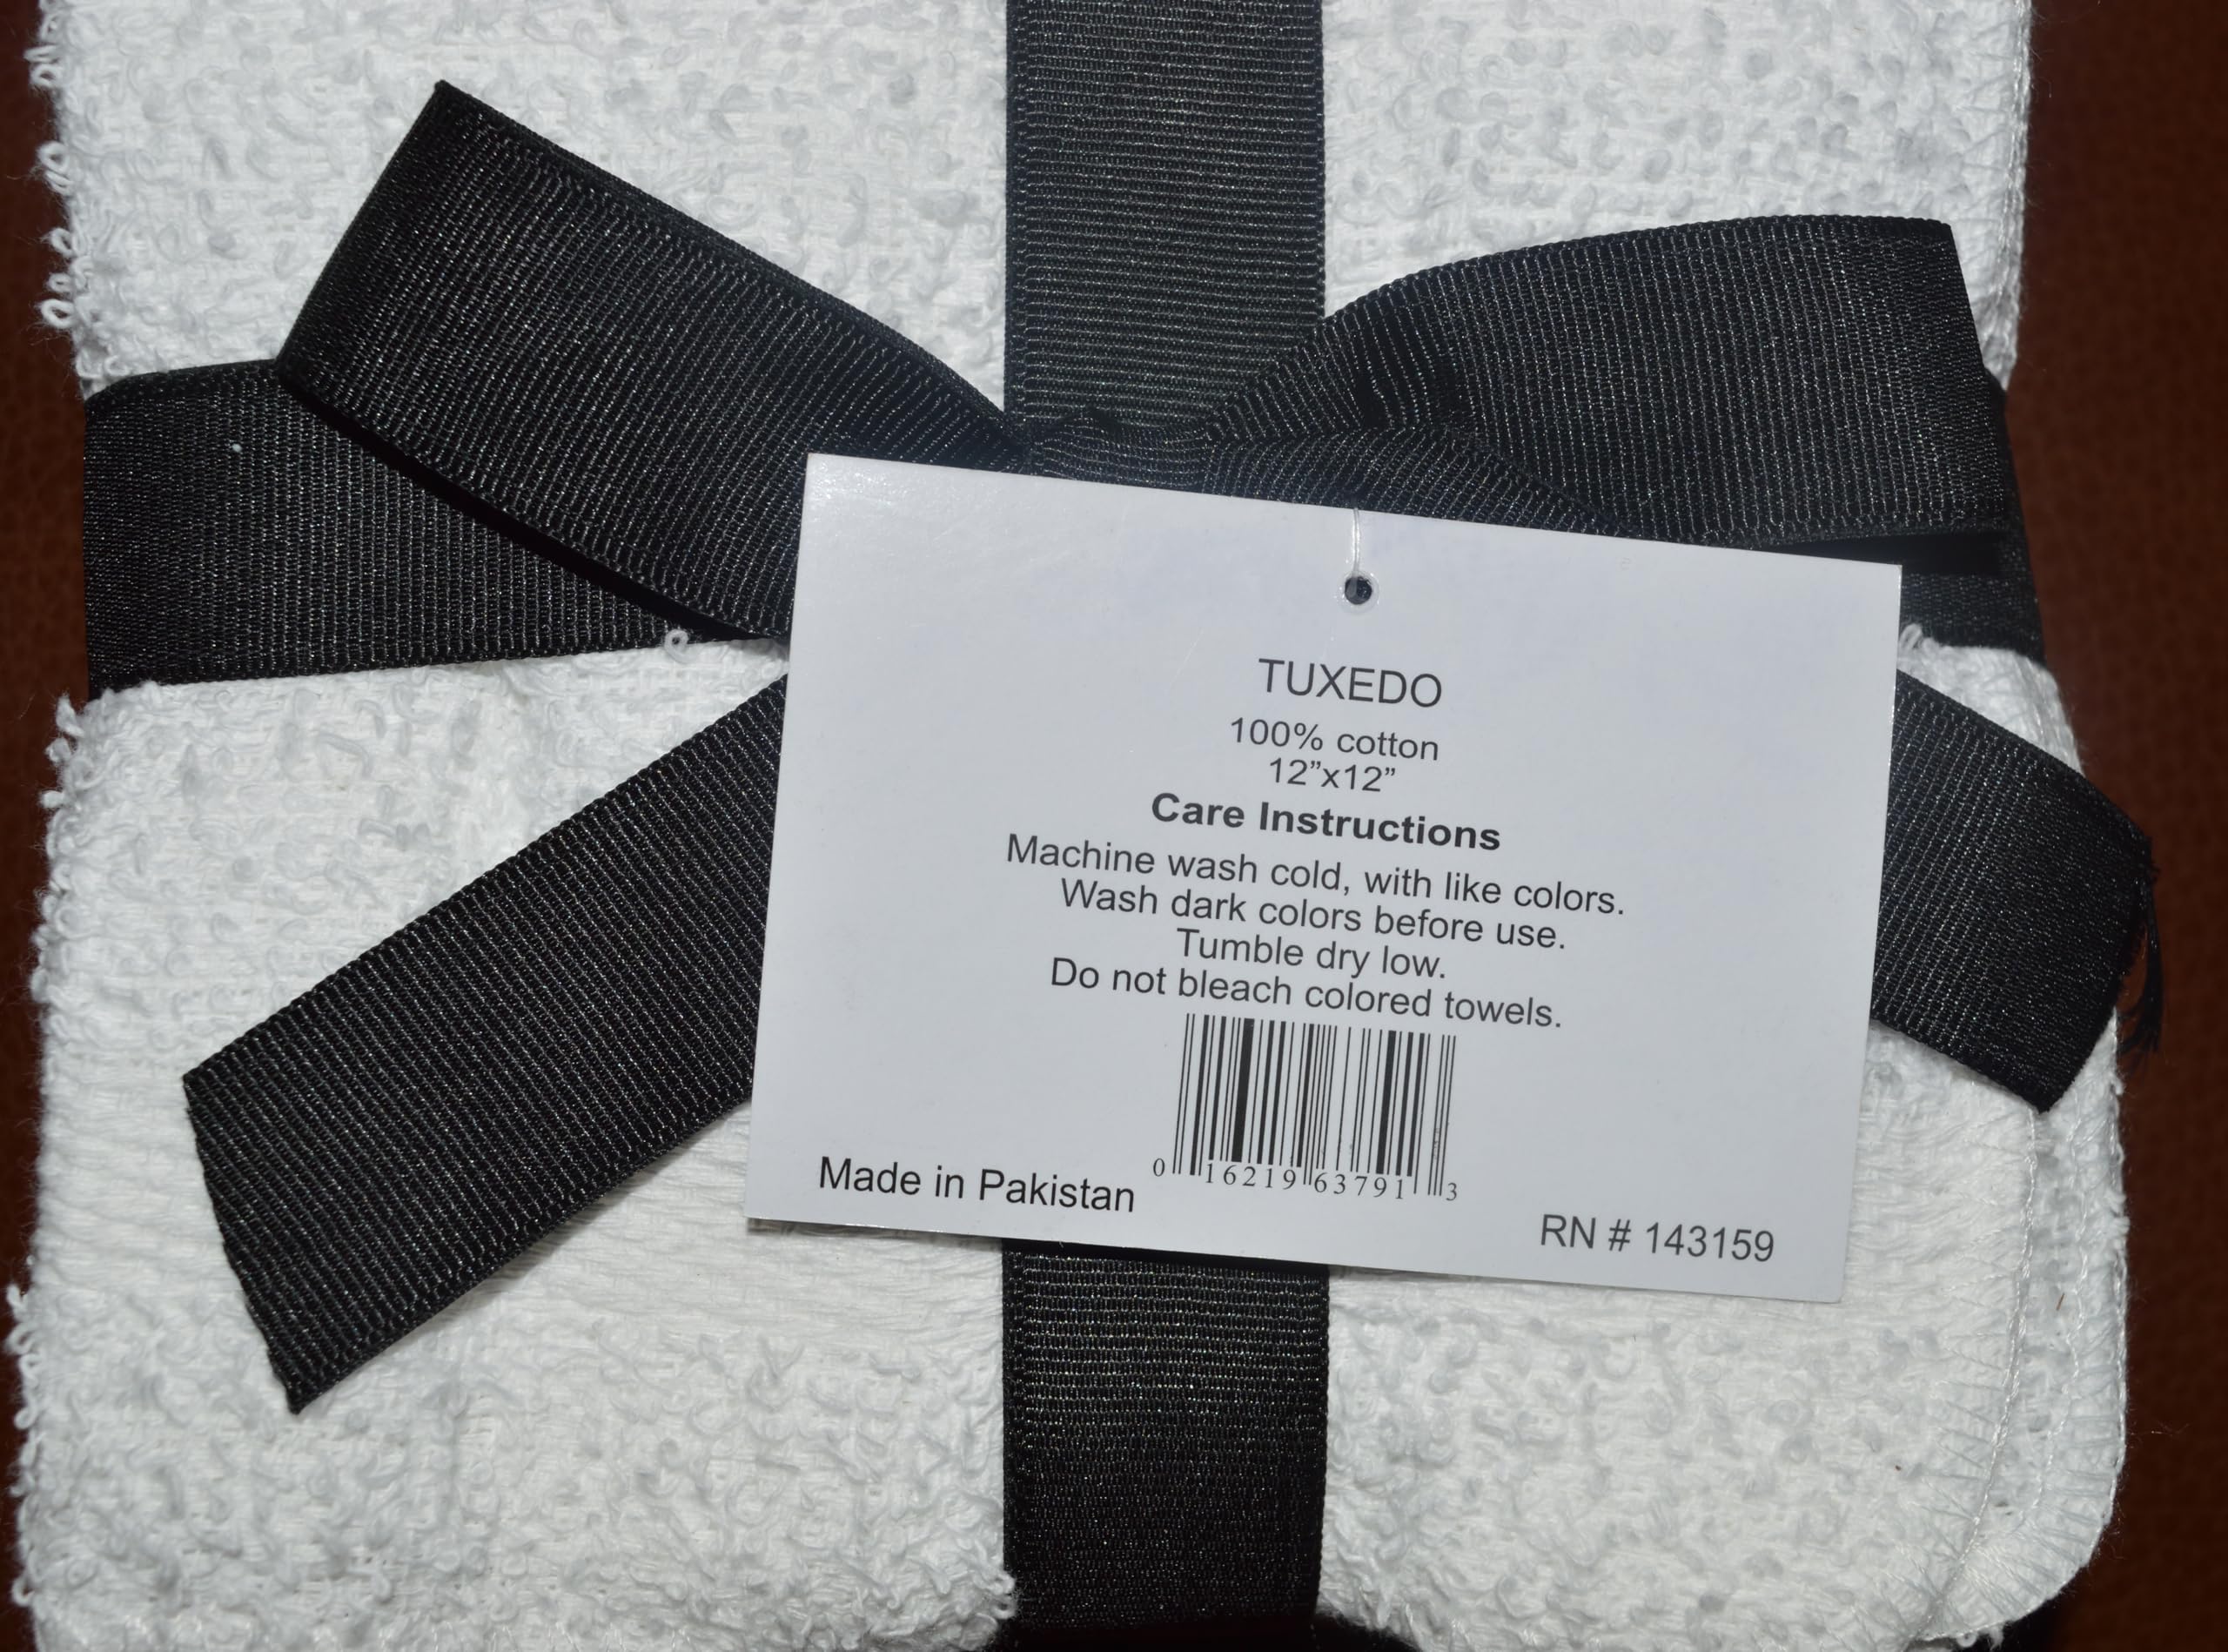 TUXEDO
100% cotton
12”x12”
Care Instructions
Machine wash cold, with like colors.
Wash dark colors before use.
Tumble dry low.
Do not bleach colored towels.
0 16219 63791 3
Made in Pakistan
RN # 143159